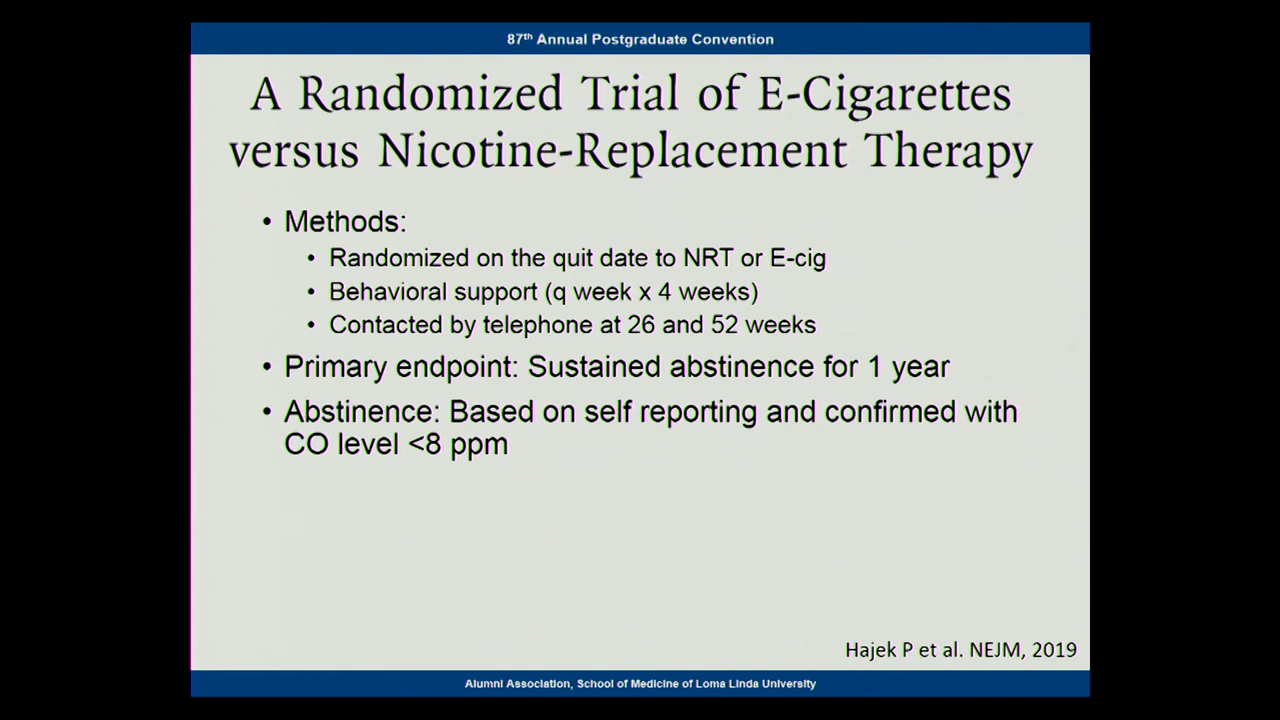 87th Annual Postgraduate Convention
A Randomized Trial of E-Cigarettes
versus Nicotine-Replacement Therapy
• Methods:
• Randomized on the quit date to NRT or E-cig
• Behavioral support (q week x 4 weeks)
• Contacted by telephone at 26 and 52 weeks
• Primary endpoint: Sustained abstinence for 1 year
• Abstinence: Based on self reporting and confirmed with
CO level <8 ppm
Hajek P et al. NEJM, 2019
Alumni Association, School of Medicine of Loma Linda University